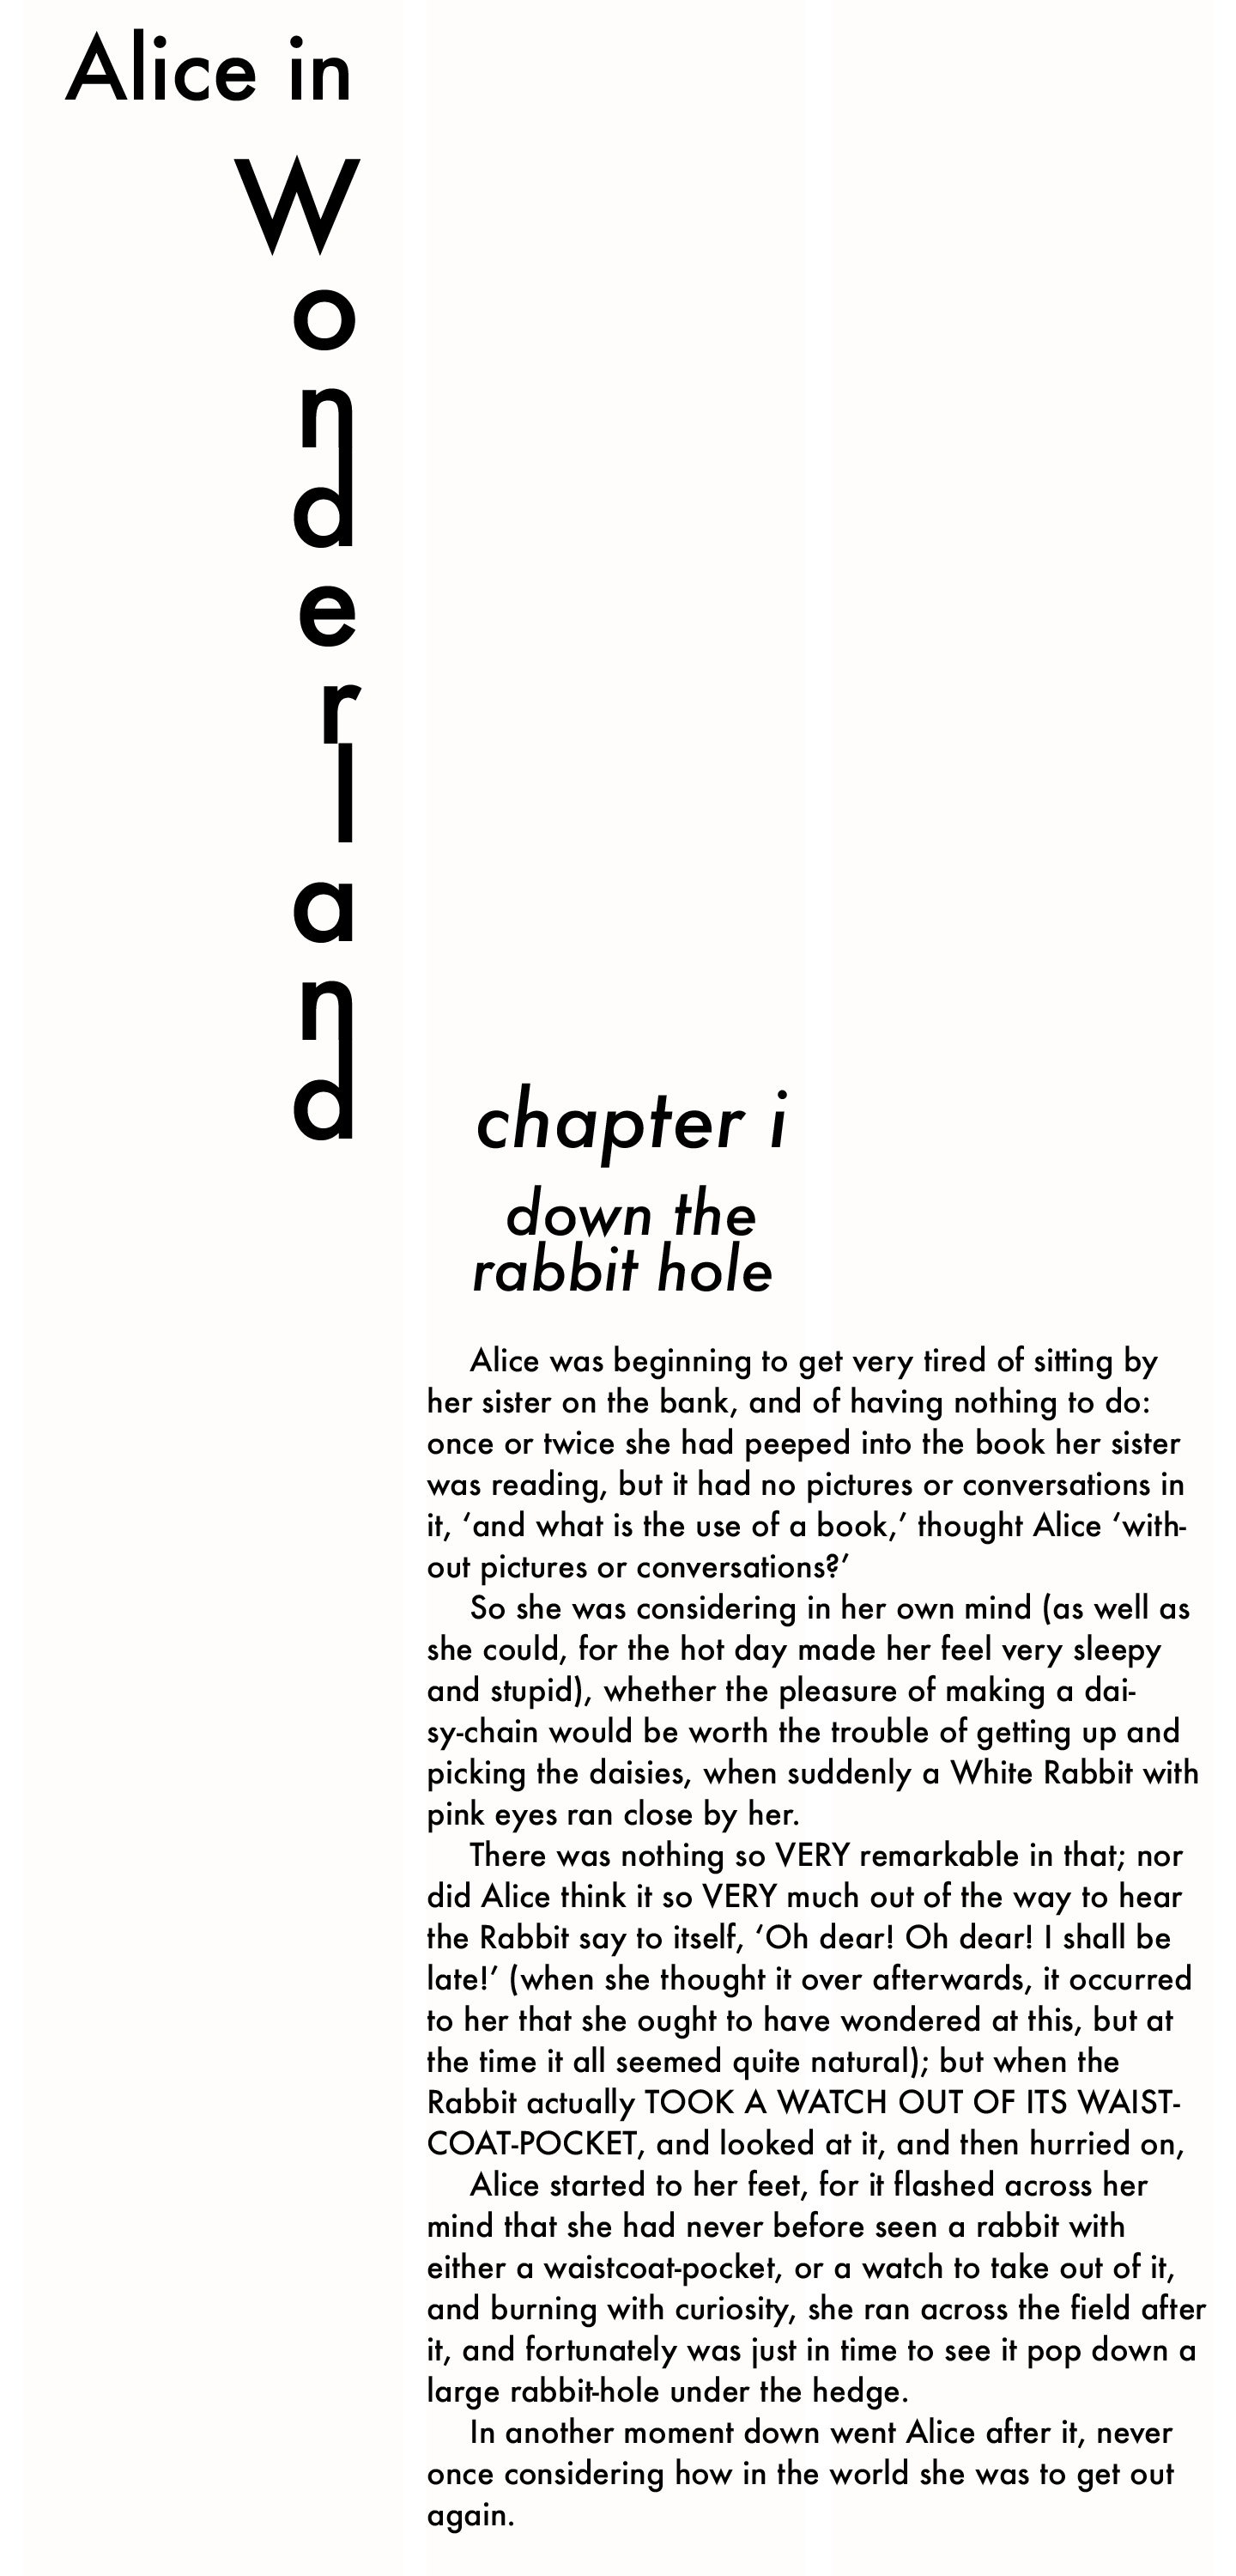 Alice in
Wonderland
chapter i
down the
rabbit hole
Alice was beginning to get very tired of sitting by
her sister on the bank, and of having nothing to do:
once or twice she had peeped into the book her sister
was reading, but it had no pictures or conversations in
it, ‘and what is the use of a book,’ thought Alice ‘with-
out pictures or conversations?’
So she was considering in her own mind (as well as
she could, for the hot day made her feel very sleepy
and stupid), whether the pleasure of making a dai-
sy-chain would be worth the trouble of getting up and
picking the daisies, when suddenly a White Rabbit with
pink eyes ran close by her.
There was nothing so VERY remarkable in that; nor
did Alice think it so VERY much out of the way to hear
the Rabbit say to itself, ‘Oh dear! Oh dear! I shall be
late!’ (when she thought it over afterwards, it occurred
to her that she ought to have wondered at this, but at
the time it all seemed quite natural); but when the
Rabbit actually TOOK A WATCH OUT OF ITS WAIST-
COAT-POCKET, and looked at it, and then hurried on,
Alice started to her feet, for it flashed across her
mind that she had never before seen a rabbit with
either a waistcoat-pocket, or a watch to take out of it,
and burning with curiosity, she ran across the field after
it, and fortunately was just in time to see it pop down a
large rabbit-hole under the hedge.
In another moment down went Alice after it, never
once considering how in the world she was to get out
again.